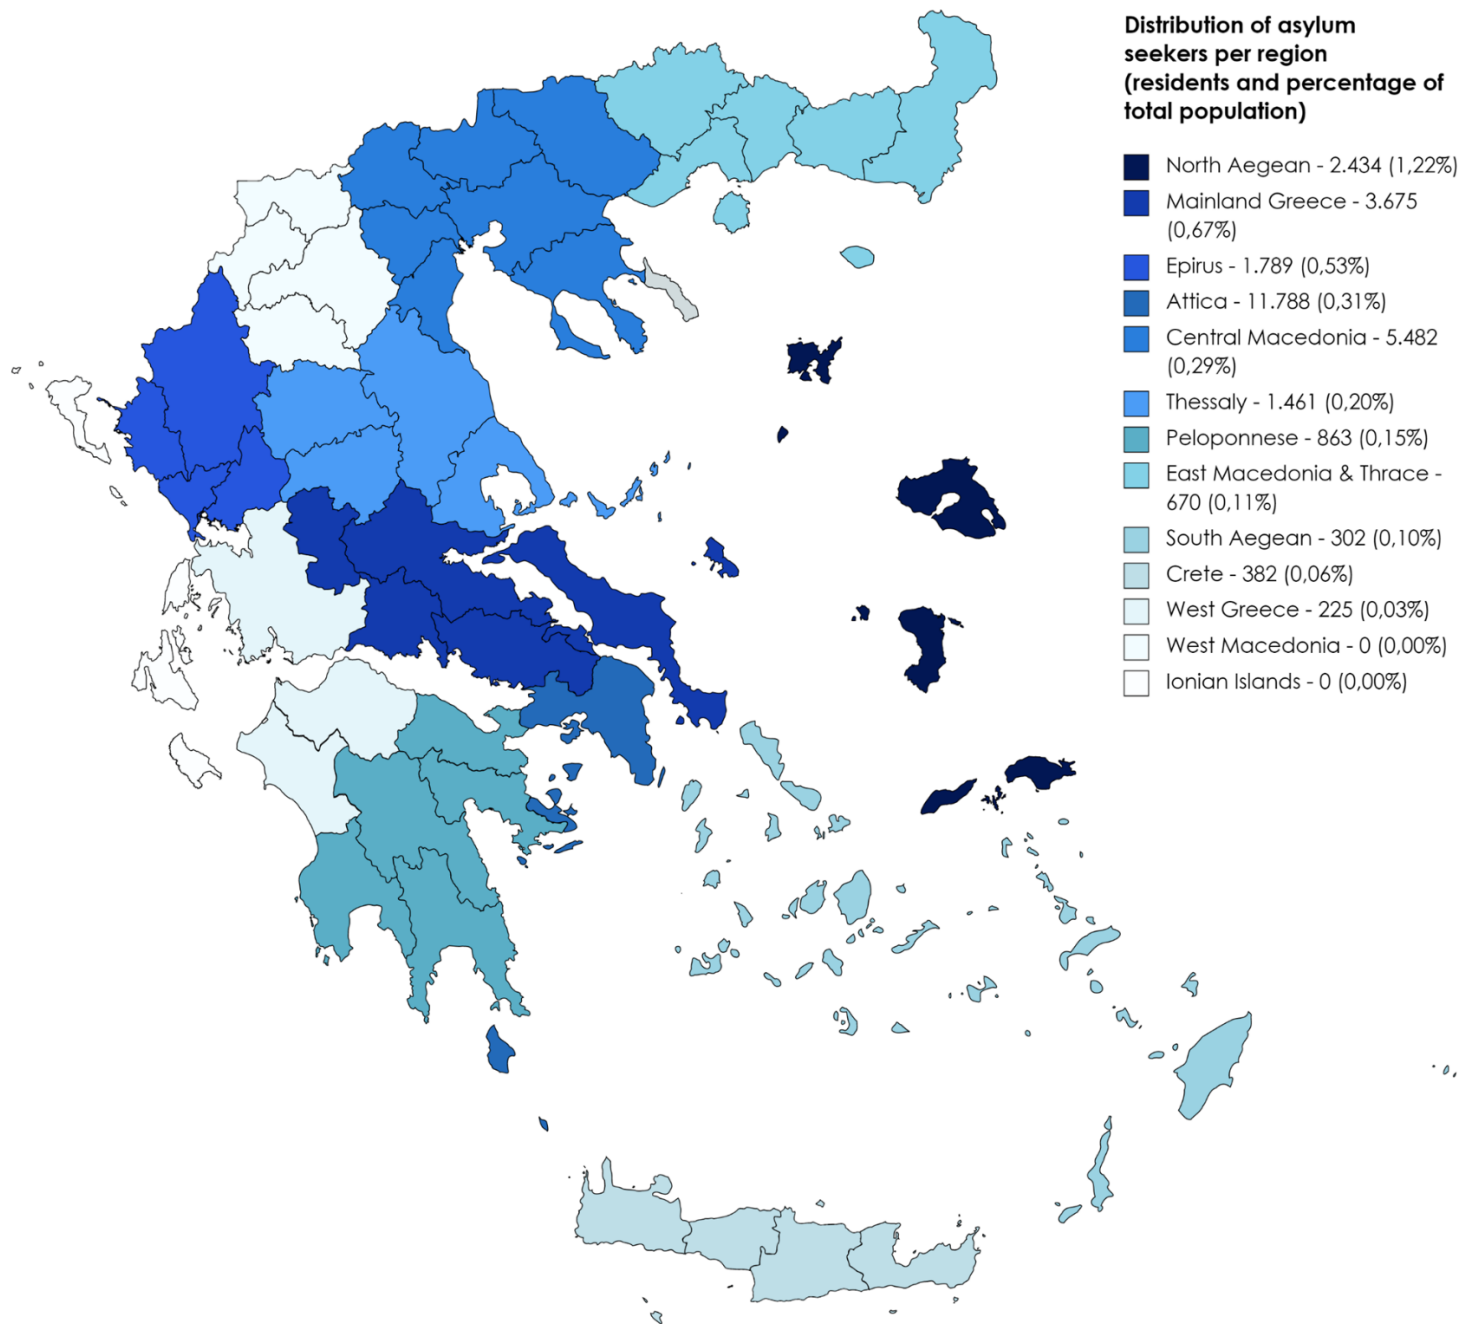 Distribution of asylum
seekers per region
(residents and percentage of
total population)
North Aegean - 2.434 (1,22%)
Mainland Greece - 3.675
(0,67%)
Epirus - 1.789 (0,53%)
Attica - 11.788 (0,31%)
Central Macedonia - 5.482
(0,29%)
Thessaly - 1.461 (0,20%)
Peloponnese - 863 (0,15%)
East Macedonia & Thrace -
670 (0,11%)
South Aegean - 302 (0,10%)
Crete - 382 (0,06%)
West Greece - 225 (0,03%)
West Macedonia - 0 (0,00%)
Ionian Islands - 0 (0,00%)